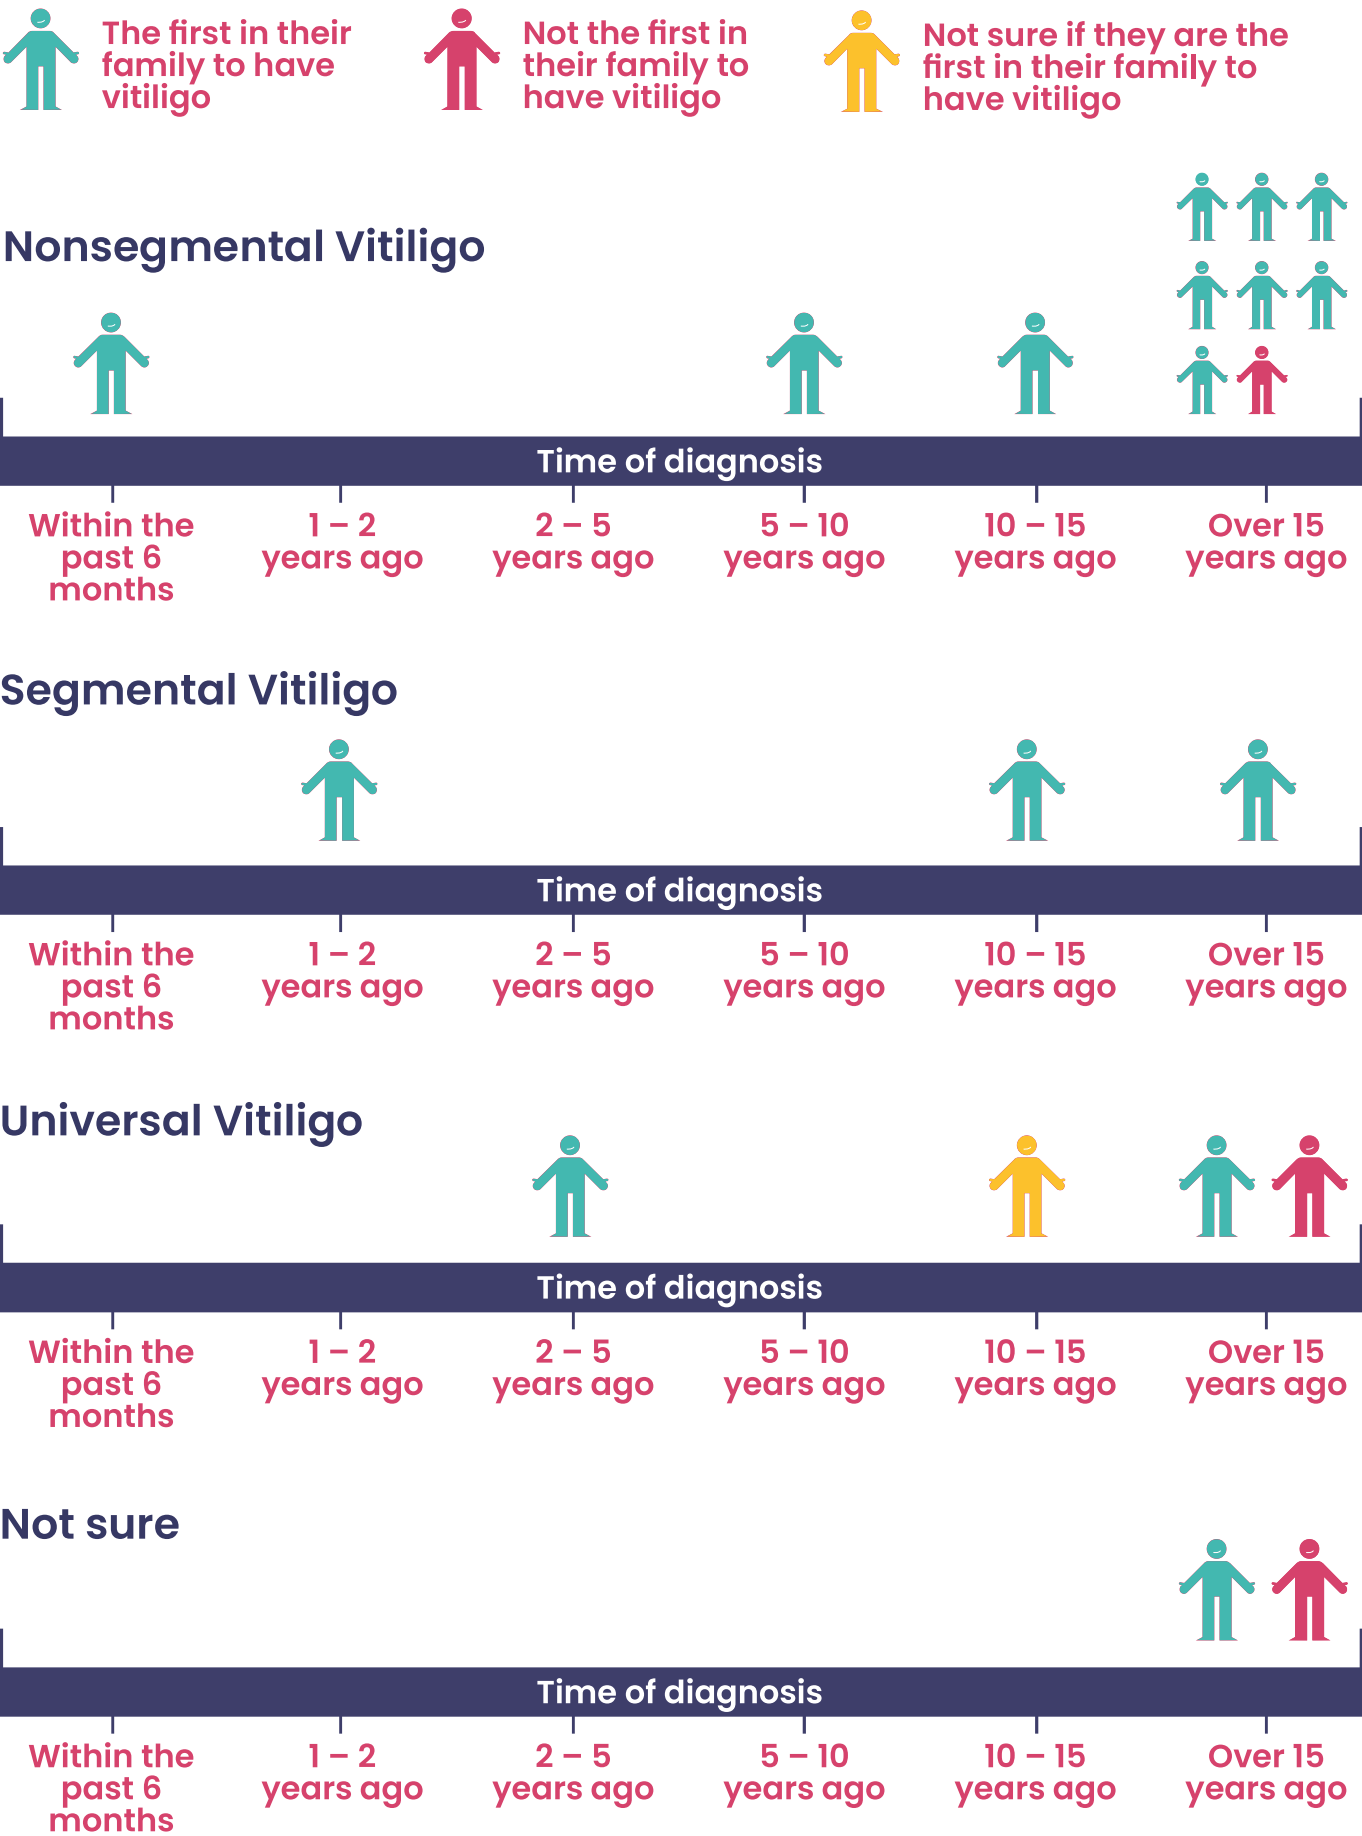 The first in their
family to have
vitiligo
Not the first in
their family to
have vitiligo
Not sure if they are the
first in their family to
have vitiligo
Nonsegmental Vitiligo
Time of diagnosis
Within the
past 6
months
1 – 2
years ago
2 – 5
years ago
5 – 10
years ago
10 – 15
years ago
Over 15
years ago
Segmental Vitiligo
Time of diagnosis
Within the
past 6
months
1 – 2
years ago
2 – 5
years ago
5 – 10
years ago
10 – 15
years ago
Over 15
years ago
Universal Vitiligo
Time of diagnosis
Within the
past 6
months
1 – 2
years ago
2 – 5
years ago
5 – 10
years ago
10 – 15
years ago
Over 15
years ago
Not sure
Time of diagnosis
Within the
past 6
months
1 – 2
years ago
2 – 5
years ago
5 – 10
years ago
10 – 15
years ago
Over 15
years ago